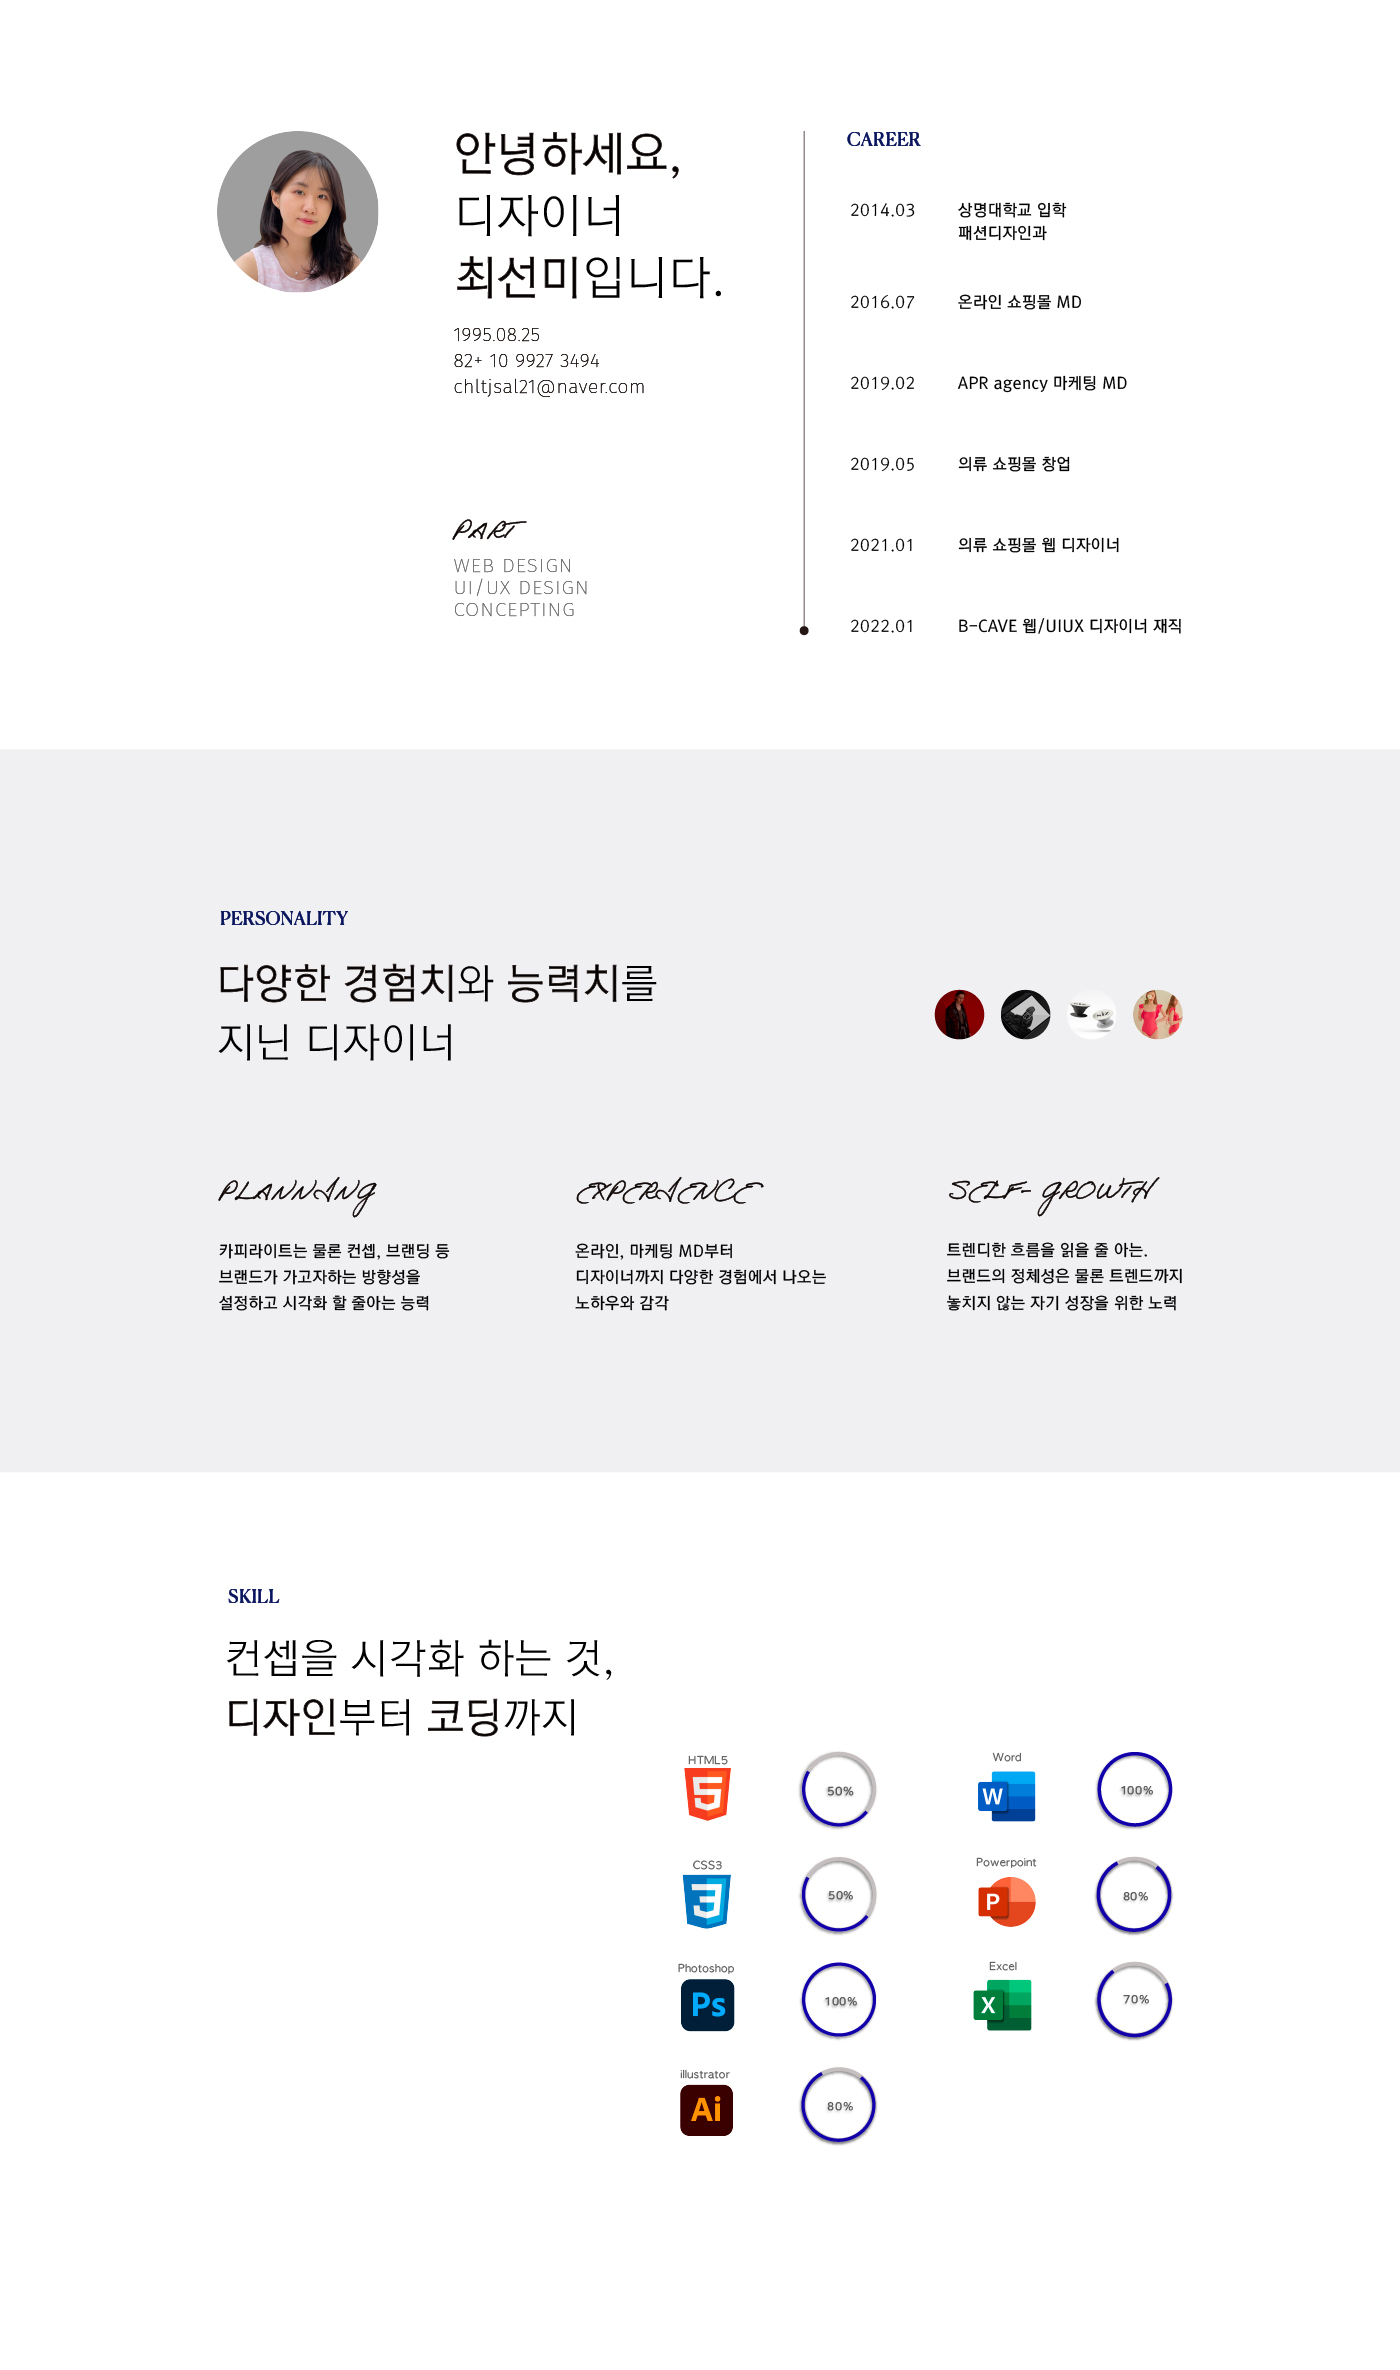 안녕하세요,
디자이너
최선미입니다.
1995.08.25
82+ 10 9927 3494
chltjsal21@naver.com
PART
WEB DESIGN
UI/UX DESIGN
CONCEPTING
CAREER
2014.03 상명대학교 입학
패션디자인과
2016.07 온라인 쇼핑몰 MD
2019.02 APR agency 마케팅 MD
2019.05 의류 쇼핑몰 창업
2021.01 의류 쇼핑몰 웹 디자이너
2022.01 B-CAVE 웹/UIUX 디자이너 재직
PERSONALITY
다양한 경험치와 능력치를
지닌 디자이너
PLANNING
카피라이트는 물론 컨셉, 브랜딩 등
브랜드가 가고자하는 방향성을
설정하고 시각화 할 줄아는 능력
EXPERIENCE
온라인, 마케팅 MD부터
디자이너까지 다양한 경험에서 나오는
노하우와 감각
SELF- GROWTH
트렌디한 흐름을 읽을 줄 아는.
브랜드의 정체성은 물론 트렌드까지
놓치지 않는 자기 성장을 위한 노력
SKILL
컨셉을 시각화 하는 것,
디자인부터 코딩까지
HTML5
5
50%
CSS3
3
50%
Photoshop
Ps
100%
illustrator
Ai
80%
Word
W
100%
Powerpoint
P
80%
Excel
X
70%